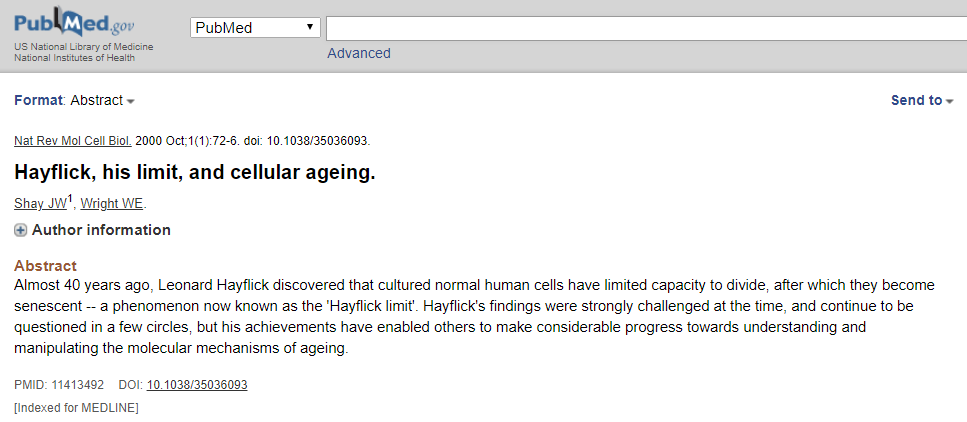 PubMed.gov
US National Library of Medicine
National Institutes of Health
PubMed
Advanced
Format: Abstract
Send to
Nat Rev Mol Cell Biol. 2000 Oct;1(1):72-6. doi: 10.1038/35036093.
Hayflick, his limit, and cellular ageing.
Shay JW1, Wright WE.
Author information
Abstract
Almost 40 years ago, Leonard Hayflick discovered that cultured normal human cells have limited capacity to divide, after which they become
senescent -- a phenomenon now known as the 'Hayflick limit'. Hayflick's findings were strongly challenged at the time, and continue to be
questioned in a few circles, but his achievements have enabled others to make considerable progress towards understanding and
manipulating the molecular mechanisms of ageing.
PMID: 11413492 DOI: 10.1038/35036093
[Indexed for MEDLINE]